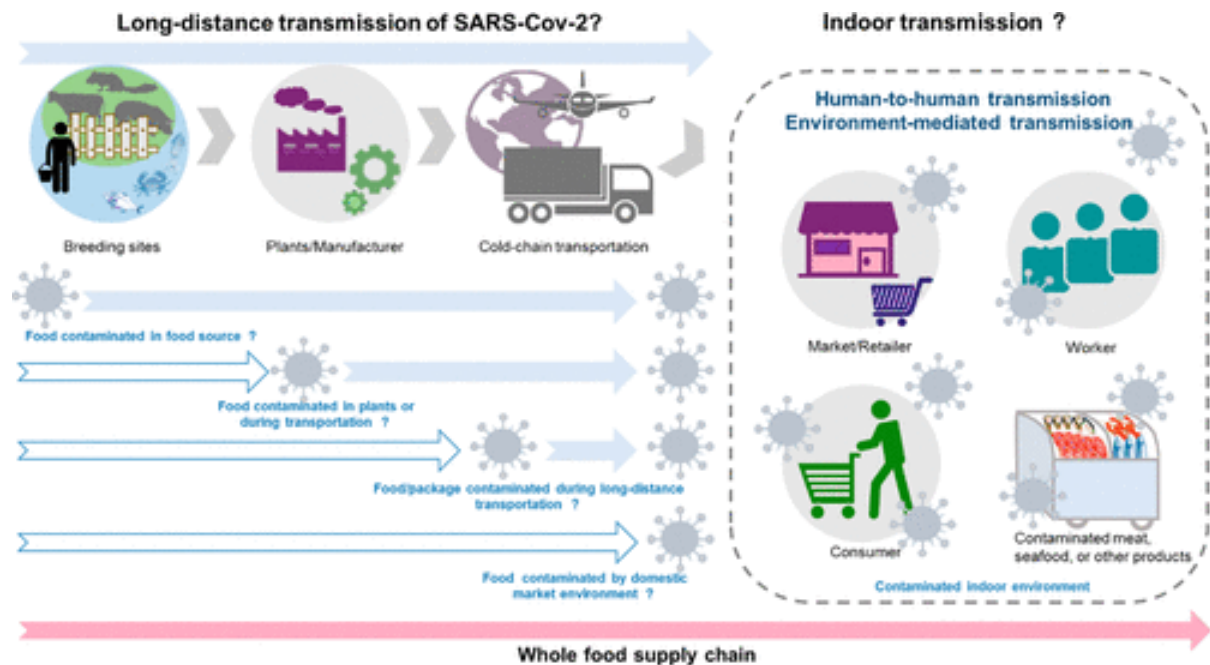 Long-distance transmission of SARS-Cov-2?
Indoor transmission ?
Human-to-human transmission
Environment-mediated transmission
Breeding sites
Plants/Manufacturer
Cold-chain transportation
Market/Retailer
Worker
Food contaminated in food source ?
Food contaminated in plants or
during transportation ?
Food/package contaminated during long-distance
transportation ?
Food contaminated by domestic
market environment ?
Consumer
Contaminated meat,
seafood, or other products
Contaminated indoor environment
Whole food supply chain